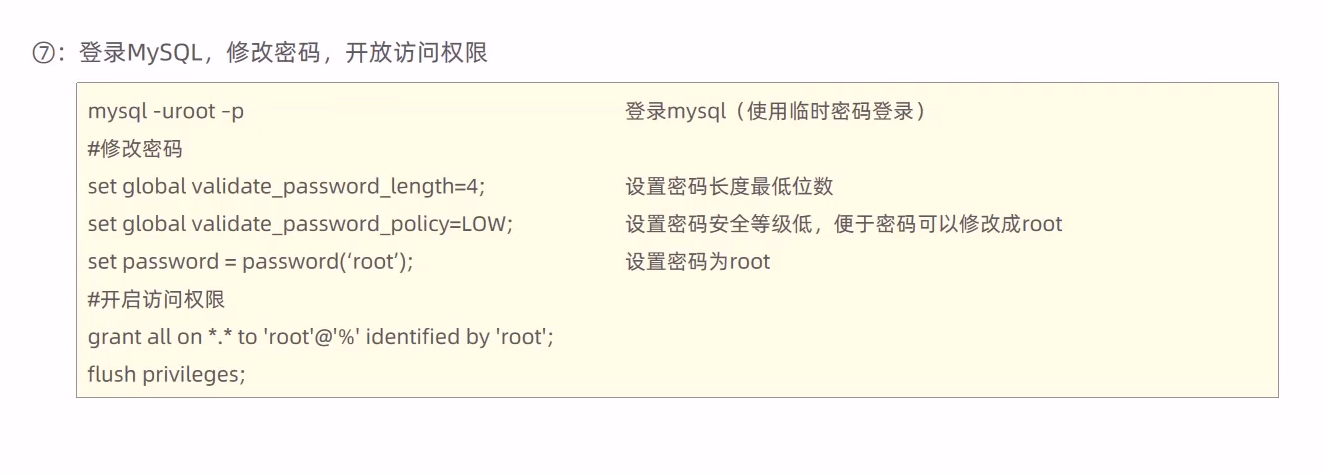 ⑦：登录MySQL，修改密码，开放访问权限
mysql -uroot –p 登录mysql（使用临时密码登录）
#修改密码
set global validate_password_length=4; 设置密码长度最低位数
set global validate_password_policy=LOW; 设置密码安全等级低，便于密码可以修改成root
set password = password(‘root’); 设置密码为root
#开启访问权限
grant all on *.* to 'root'@'%' identified by 'root';
flush privileges;